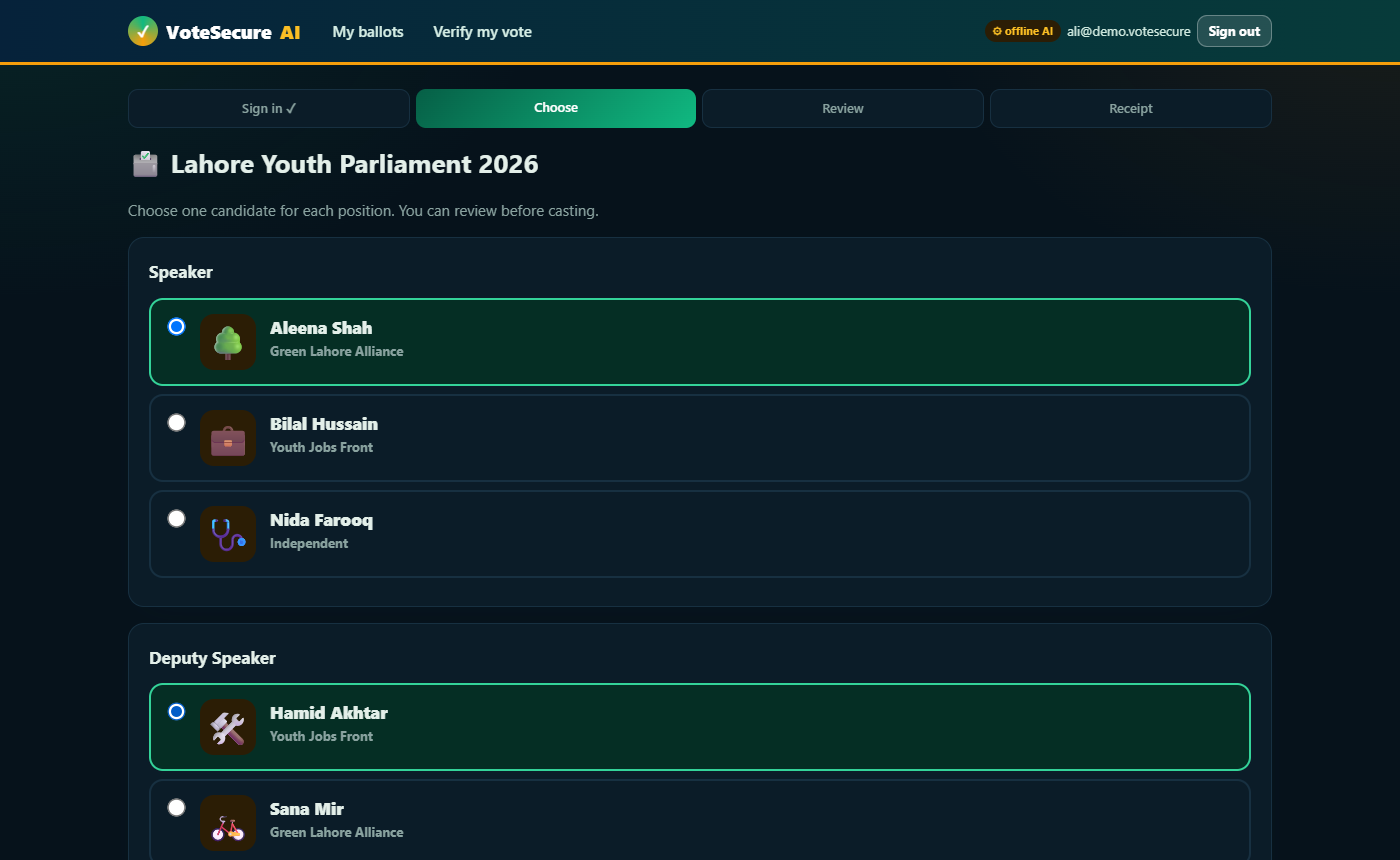 VoteSecure AI
My ballots
Verify my vote
⚙ offline AI
ali@demo.votesecure
Sign out
Sign in ✓
Choose
Review
Receipt
Lahore Youth Parliament 2026
Choose one candidate for each position. You can review before casting.
Speaker
Aleena Shah
Green Lahore Alliance
Bilal Hussain
Youth Jobs Front
Nida Farooq
Independent
Deputy Speaker
Hamid Akhtar
Youth Jobs Front
Sana Mir
Green Lahore Alliance